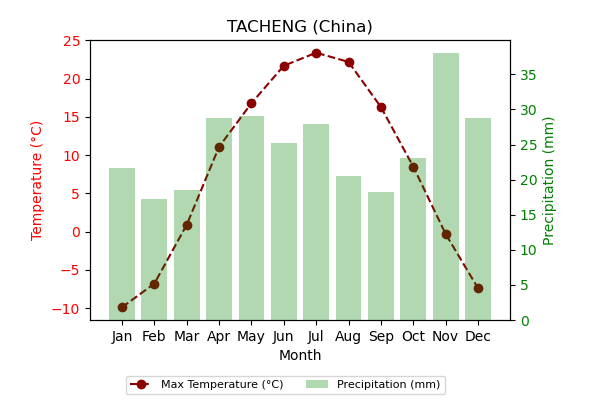 TACHENG (China)
25
20
15
10
5
0
−5
−10
Temperature (°C)
35
30
25
20
15
10
5
0
Precipitation (mm)
Jan Feb Mar Apr May Jun Jul Aug Sep Oct Nov Dec
Month
Max Temperature (°C) Precipitation (mm)